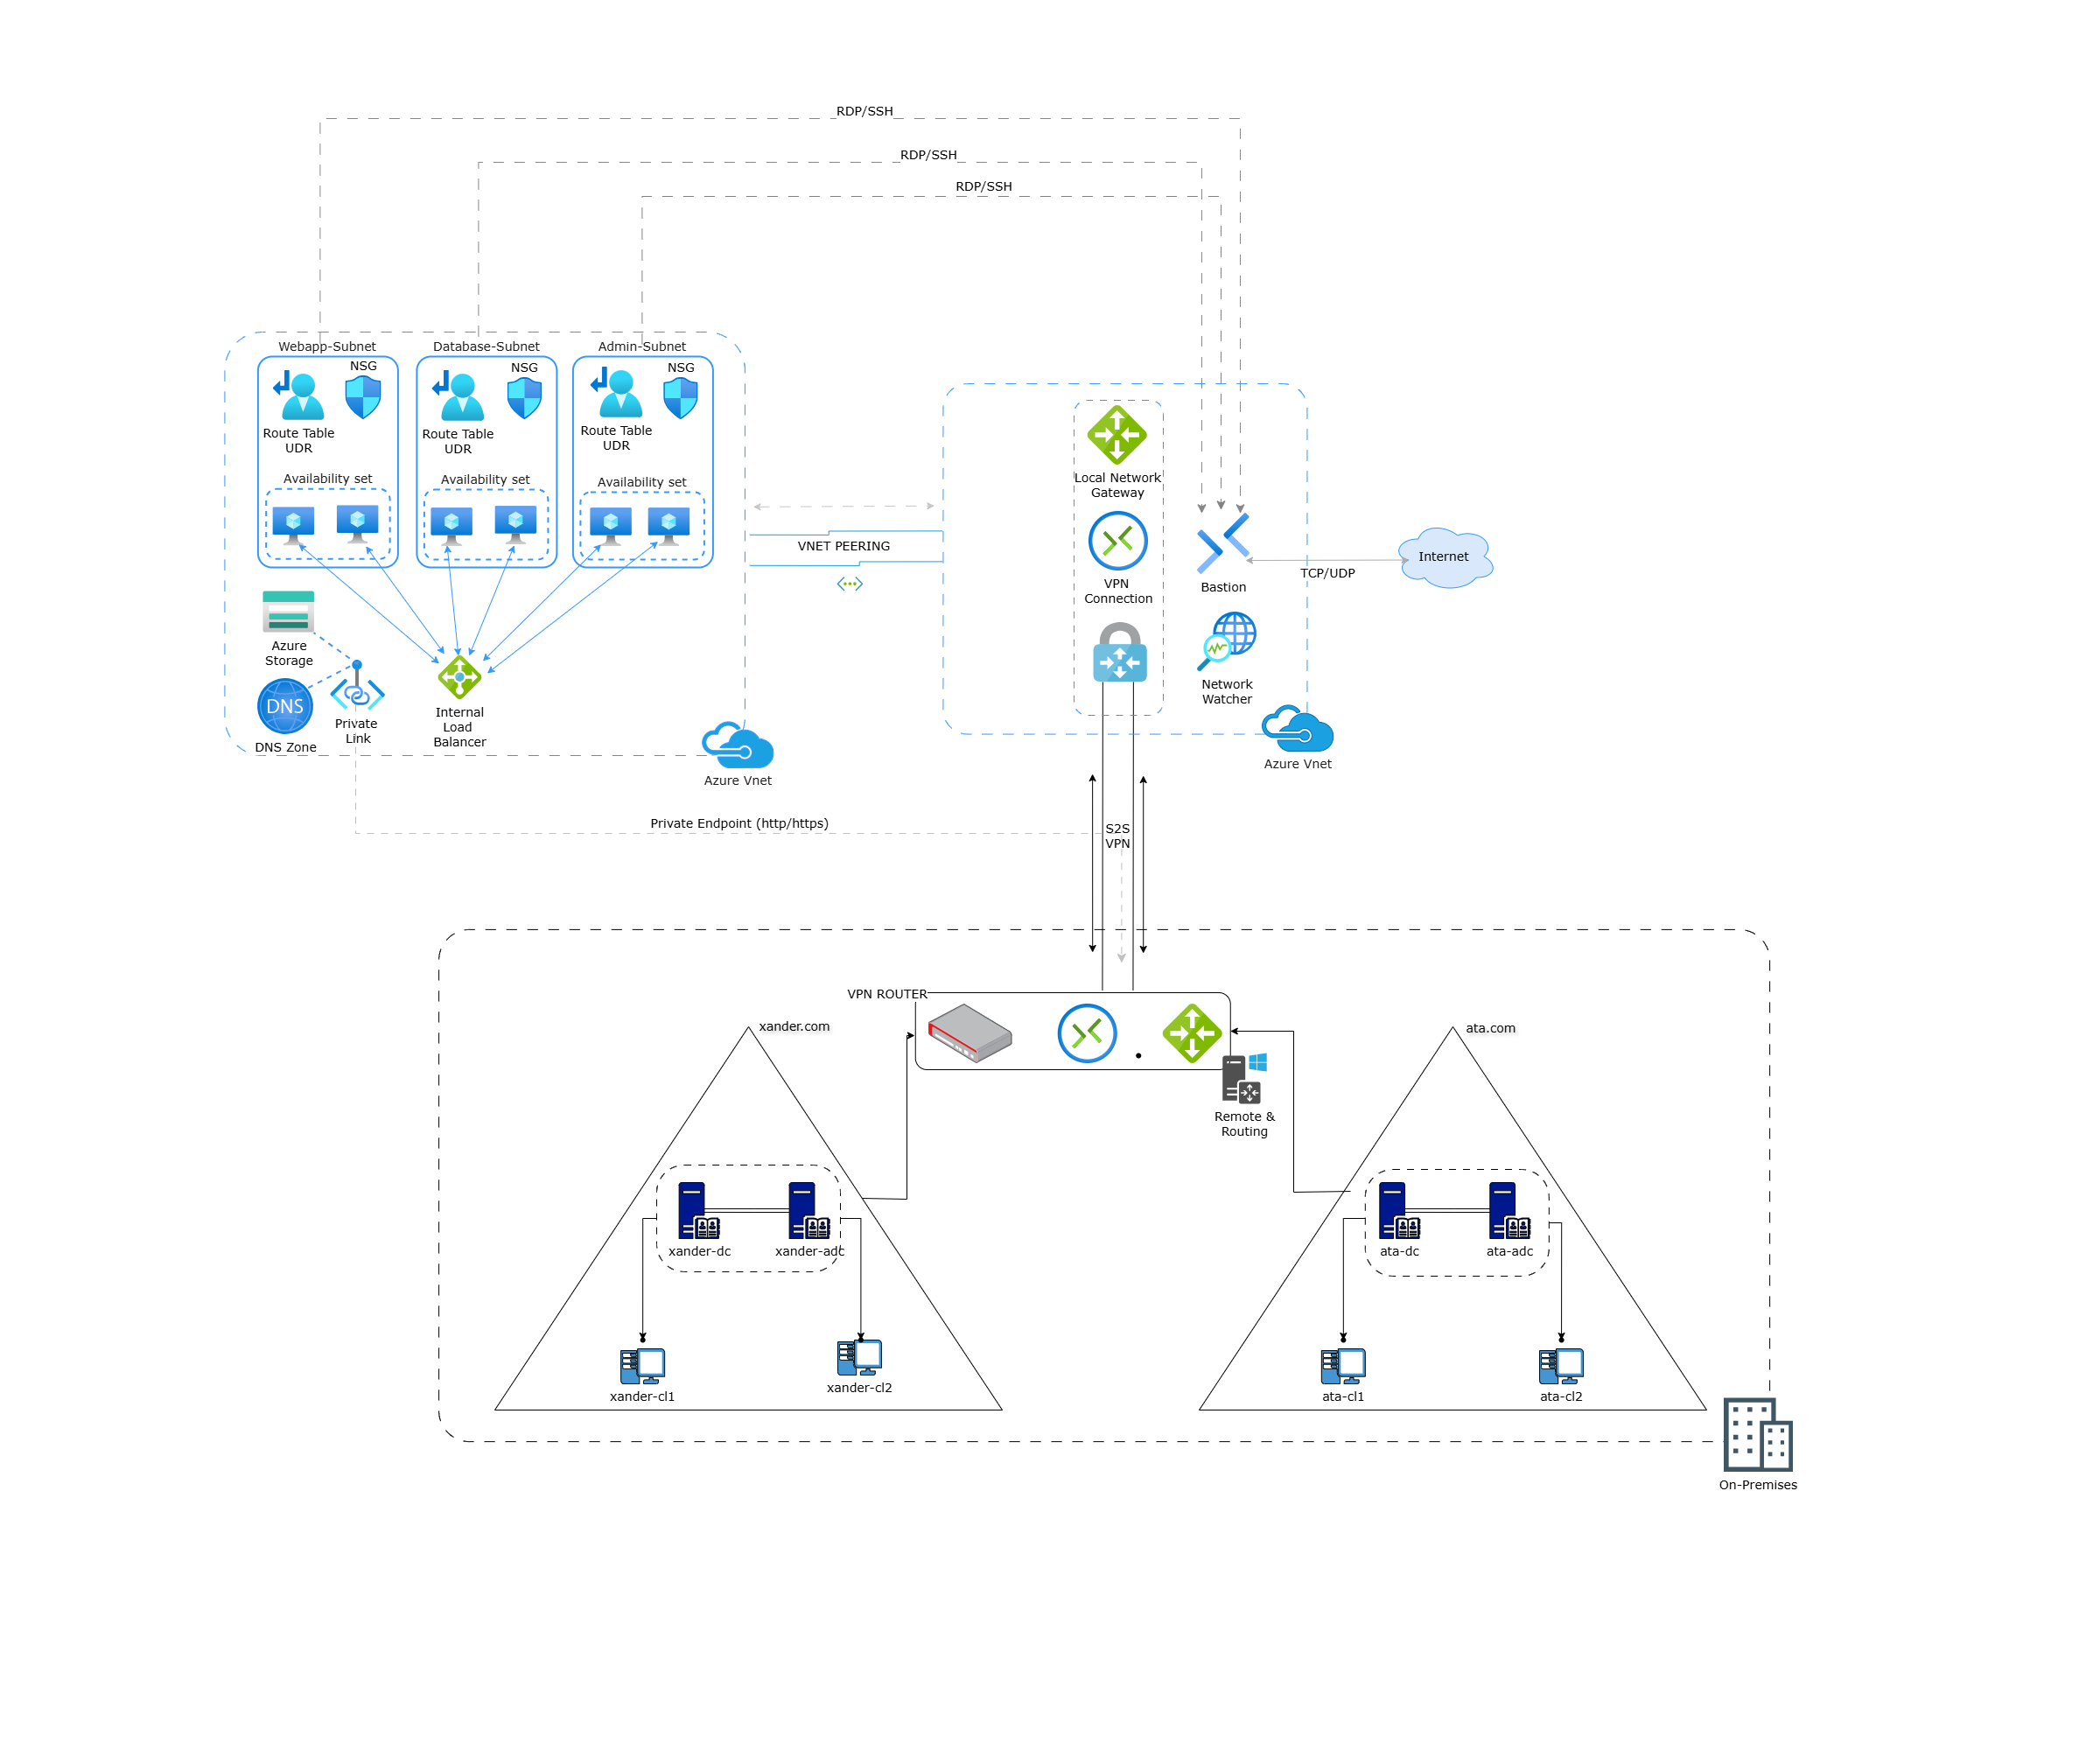 RDP/SSH
RDP/SSH
RDP/SSH
Webapp-Subnet
Database-Subnet
Admin-Subnet
NSG
NSG
NSG
Route Table
UDR
Route Table
UDR
Route Table
UDR
Availability set
Availability set
Availability set
Azure
Storage
DNS
DNS Zone
Private
Link
Internal
Load
Balancer
Azure Vnet
VNET PEERING
Local Network
Gateway
VPN
Connection
Bastion
TCP/UDP
Internet
Network
Watcher
Azure Vnet
Private Endpoint (http/https)
S2S
VPN
VPN ROUTER
xander.com
ata.com
Remote &
Routing
xander-dc
xander-adc
ata-dc
ata-adc
xander-cl1
xander-cl2
ata-cl1
ata-cl2
On-Premises